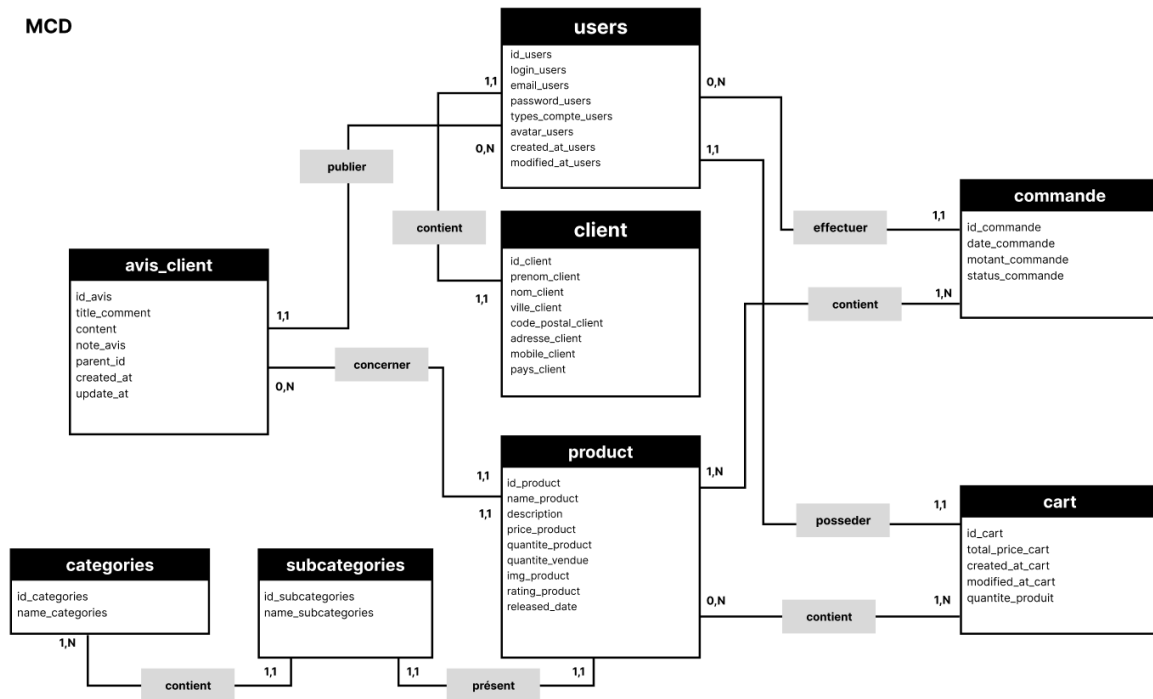 MCD
users
id_users
login_users
email_users
password_users
types_compte_users
avatar_users
created_at_users
modified_at_users
1,1
0,N
0,N
1,1
publier
contient
client
id_client
prenom_client
nom_client
ville_client
code_postal_client
adresse_client
mobile_client
pays_client
1,1
effectuer
1,1
commande
id_commande
date_commande
motant_commande
status_commande
contient
1,N
avis_client
id_avis
title_comment
content
note_avis
parent_id
created_at
update_at
1,1
0,N
concerner
1,1
1,1
product
id_product
name_product
description
price_product
quantite_product
quantite_vendue
img_product
rating_product
released_date
1,N
0,N
posseder
1,1
cart
id_cart
total_price_cart
created_at_cart
modified_at_cart
quantite_produit
contient
1,N
categories
id_categories
name_categories
1,N
contient
1,1
subcategories
id_subcategories
name_subcategories
1,1
présent
1,1